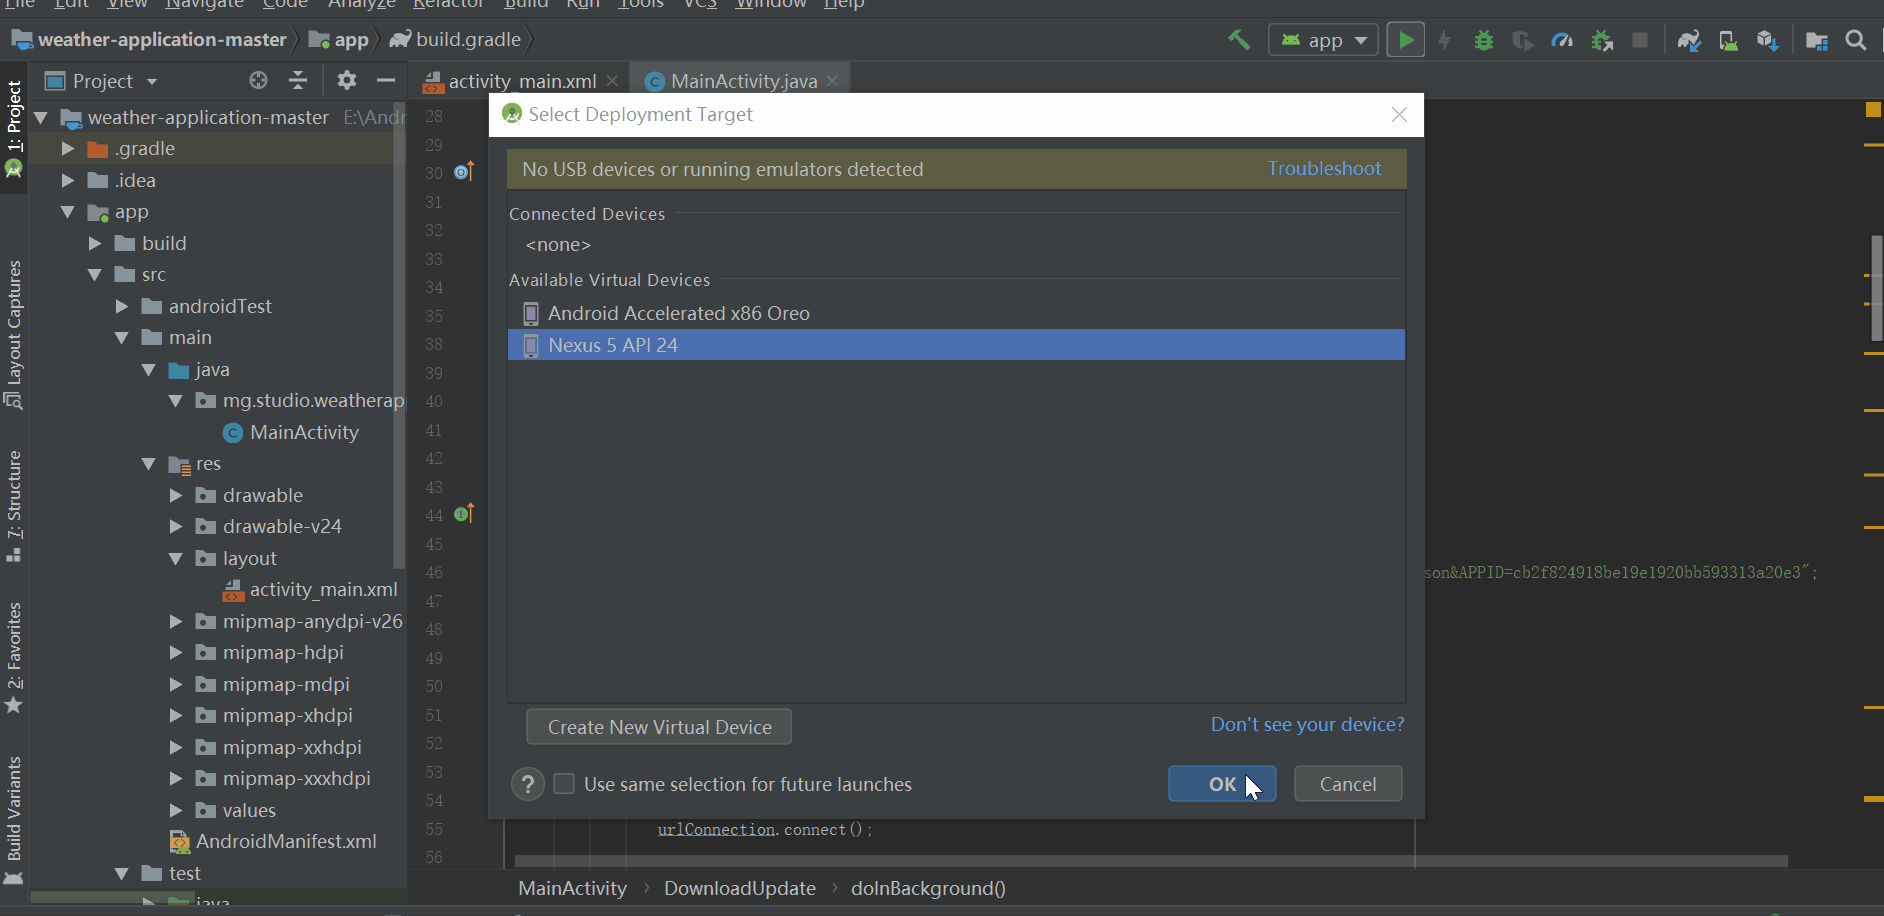 File Edit View Navigate Code Analyze Refactor Build Run Tools VCS Window Help
weather-application-master app build.gradle app
Project activity_main.xml MainActivity.java
1: Project
Layout Captures
7: Structure
2: Favorites
Build Variants
weather-application-master E:\Andr
.gradle
.idea
app
build
src
androidTest
main
java
mg.studio.weatherap
MainActivity
res
drawable
drawable-v24
layout
activity_main.xml
mipmap-anydpi-v26
mipmap-hdpi
mipmap-mdpi
mipmap-xhdpi
mipmap-xxhdpi
mipmap-xxxhdpi
values
AndroidManifest.xml
test
java
28
29
30
31
32
33
34
35
38
39
40
41
42
43
44
45
46
47
48
49
50
51
52
53
54
55
56
Select Deployment Target
No USB devices or running emulators detected Troubleshoot
Connected Devices
<none>
Available Virtual Devices
Android Accelerated x86 Oreo
Nexus 5 API 24
Create New Virtual Device Don't see your device?
? Use same selection for future launches OK Cancel
son&APPID=cb2f824918be19e1920bb593313a20e3";
urlConnection.connect();
MainActivity › DownloadUpdate › doInBackground()